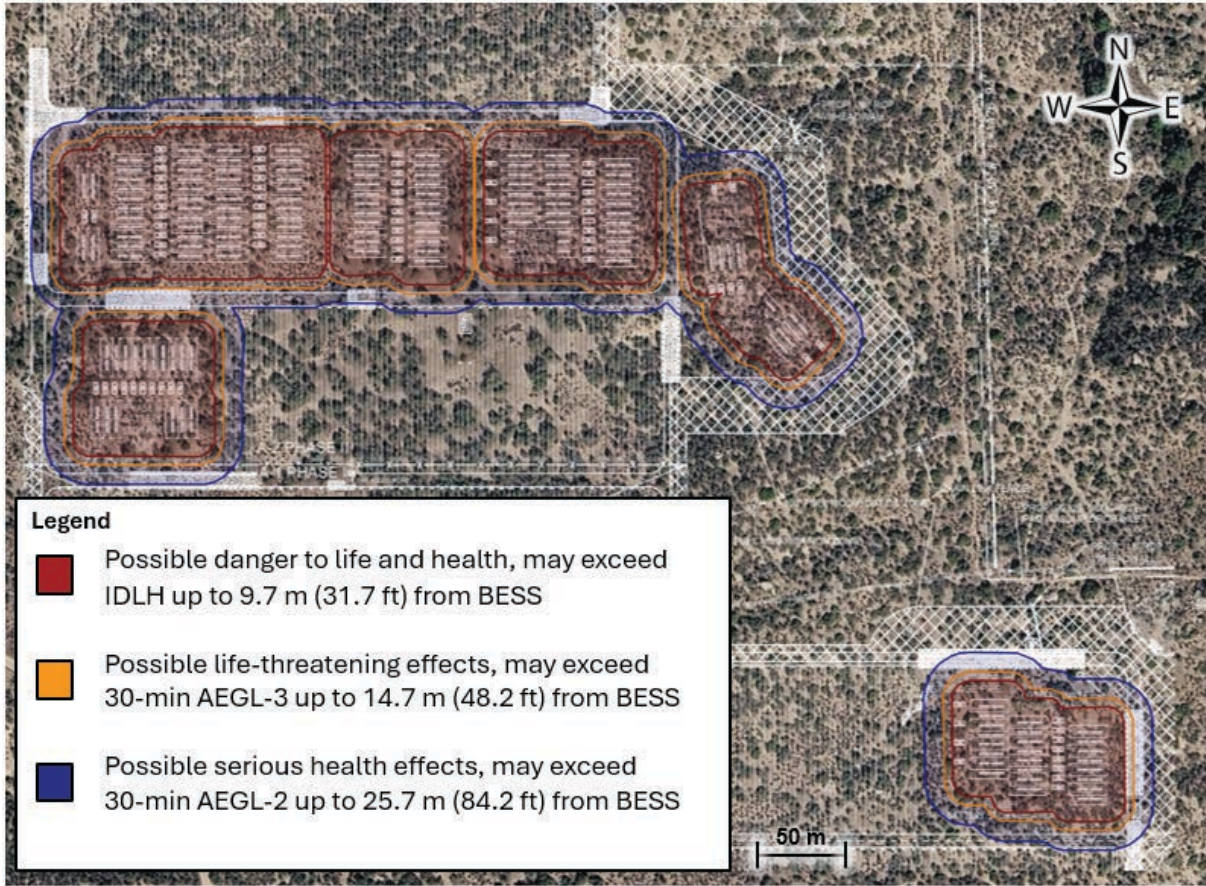 N
W E
S
2 PHASE
1 PHASE
Legend
Possible danger to life and health, may exceed
IDLH up to 9.7 m (31.7 ft) from BESS
Possible life-threatening effects, may exceed
30-min AEGL-3 up to 14.7 m (48.2 ft) from BESS
Possible serious health effects, may exceed
30-min AEGL-2 up to 25.7 m (84.2 ft) from BESS
50 m